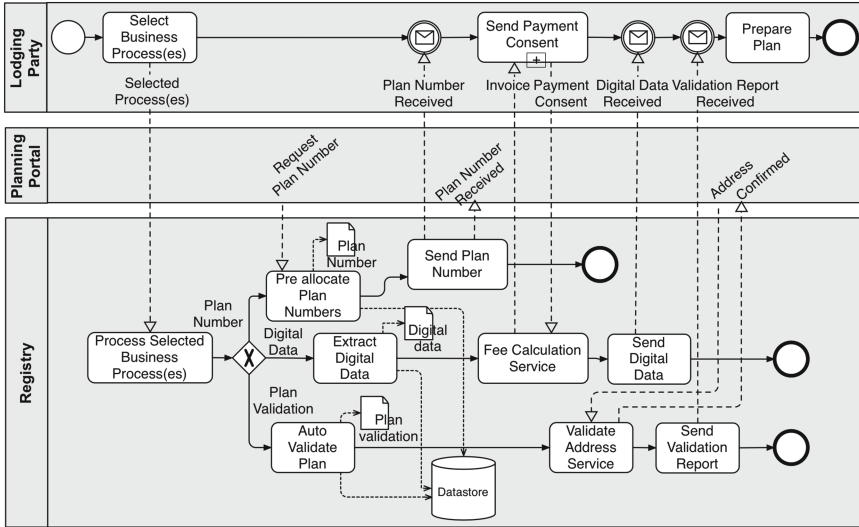 Lodging
Party
Select
Business
Process(es)
Send Payment
Consent
Prepare
Plan
Selected
Process(es)
Plan Number
Received
Invoice Payment
Consent
Digital Data
Received
Validation Report
Received
Planning
Portal
Request
Plan Number
Plan Number
Received
Address
Confirmed
Registry
Plan
Number
Pre allocate
Plan
Numbers
Send Plan
Number
Plan
Number
Process Selected
Business
Process(es)
X
Digital
Data
Extract
Digital
Data
Digital
data
Fee Calculation
Service
Send
Digital
Data
Plan
Validation
Auto
Validate
Plan
Plan
validation
Validate
Address
Service
Send
Validation
Report
Datastore